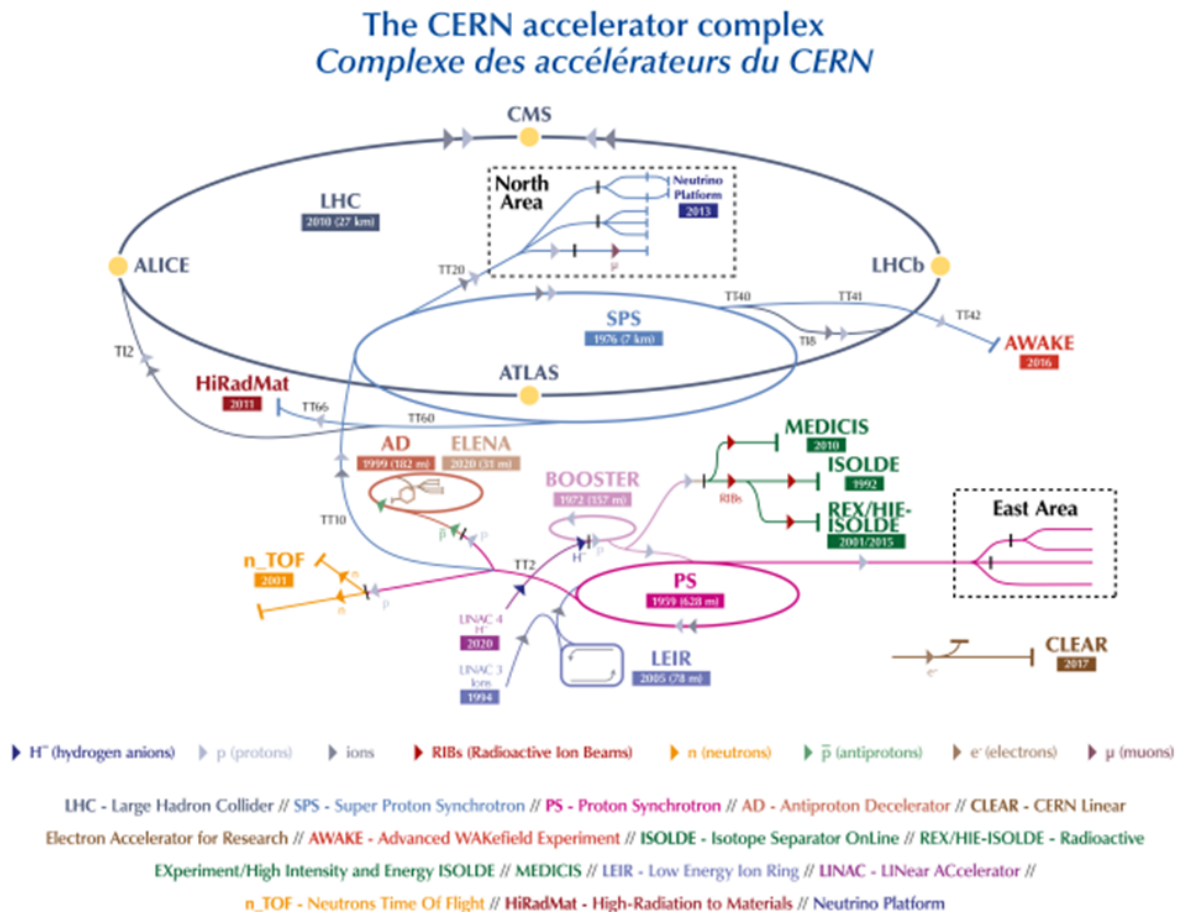 The CERN accelerator complex
Complexe des accélérateurs du CERN
CMS
North
Area
Neutrino
Platform
2013
LHC
2010 (27 km)
ALICE
LHCb
TT20
μ
TT40
TT41
TT42
SPS
1976 (7 km)
TI8
AWAKE
2016
TI2
ATLAS
HiRadMat
2011
TT66
TT60
AD
1999 (182 m)
ELENA
2020 (31 m)
MEDICIS
2010
BOOSTER
1972 (157 m)
ISOLDE
1992
RIBs
REX/HIE-
ISOLDE
2001/2015
East Area
TT10
p
p
H⁻
p
n_TOF
2001
n
n
p
TT2
PS
1959 (628 m)
LINAC 4
H⁻
2020
LINAC 3
Ions
1994
LEIR
2005 (78 m)
CLEAR
2017
e⁻
H⁻ (hydrogen anions)
p (protons)
ions
RIBs (Radioactive Ion Beams)
n (neutrons)
p̄ (antiprotons)
e⁻ (electrons)
μ (muons)
LHC - Large Hadron Collider // SPS - Super Proton Synchrotron // PS - Proton Synchrotron // AD - Antiproton Decelerator // CLEAR - CERN Linear
Electron Accelerator for Research // AWAKE - Advanced WAKefield Experiment // ISOLDE - Isotope Separator OnLine // REX/HIE-ISOLDE - Radioactive
EXperiment/High Intensity and Energy ISOLDE // MEDICIS // LEIR - Low Energy Ion Ring // LINAC - LINear ACcelerator //
n_TOF - Neutrons Time Of Flight // HiRadMat - High-Radiation to Materials // Neutrino Platform